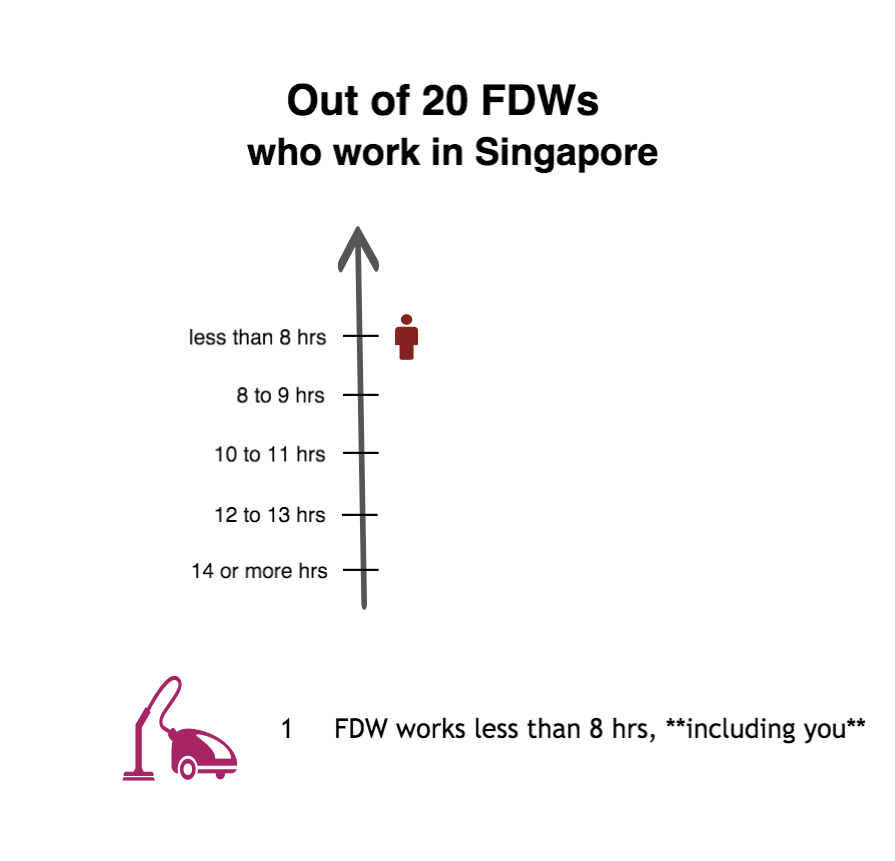 Out of 20 FDWs
who work in Singapore
less than 8 hrs
8 to 9 hrs
10 to 11 hrs
12 to 13 hrs
14 or more hrs
1 FDW works less than 8 hrs, **including you**